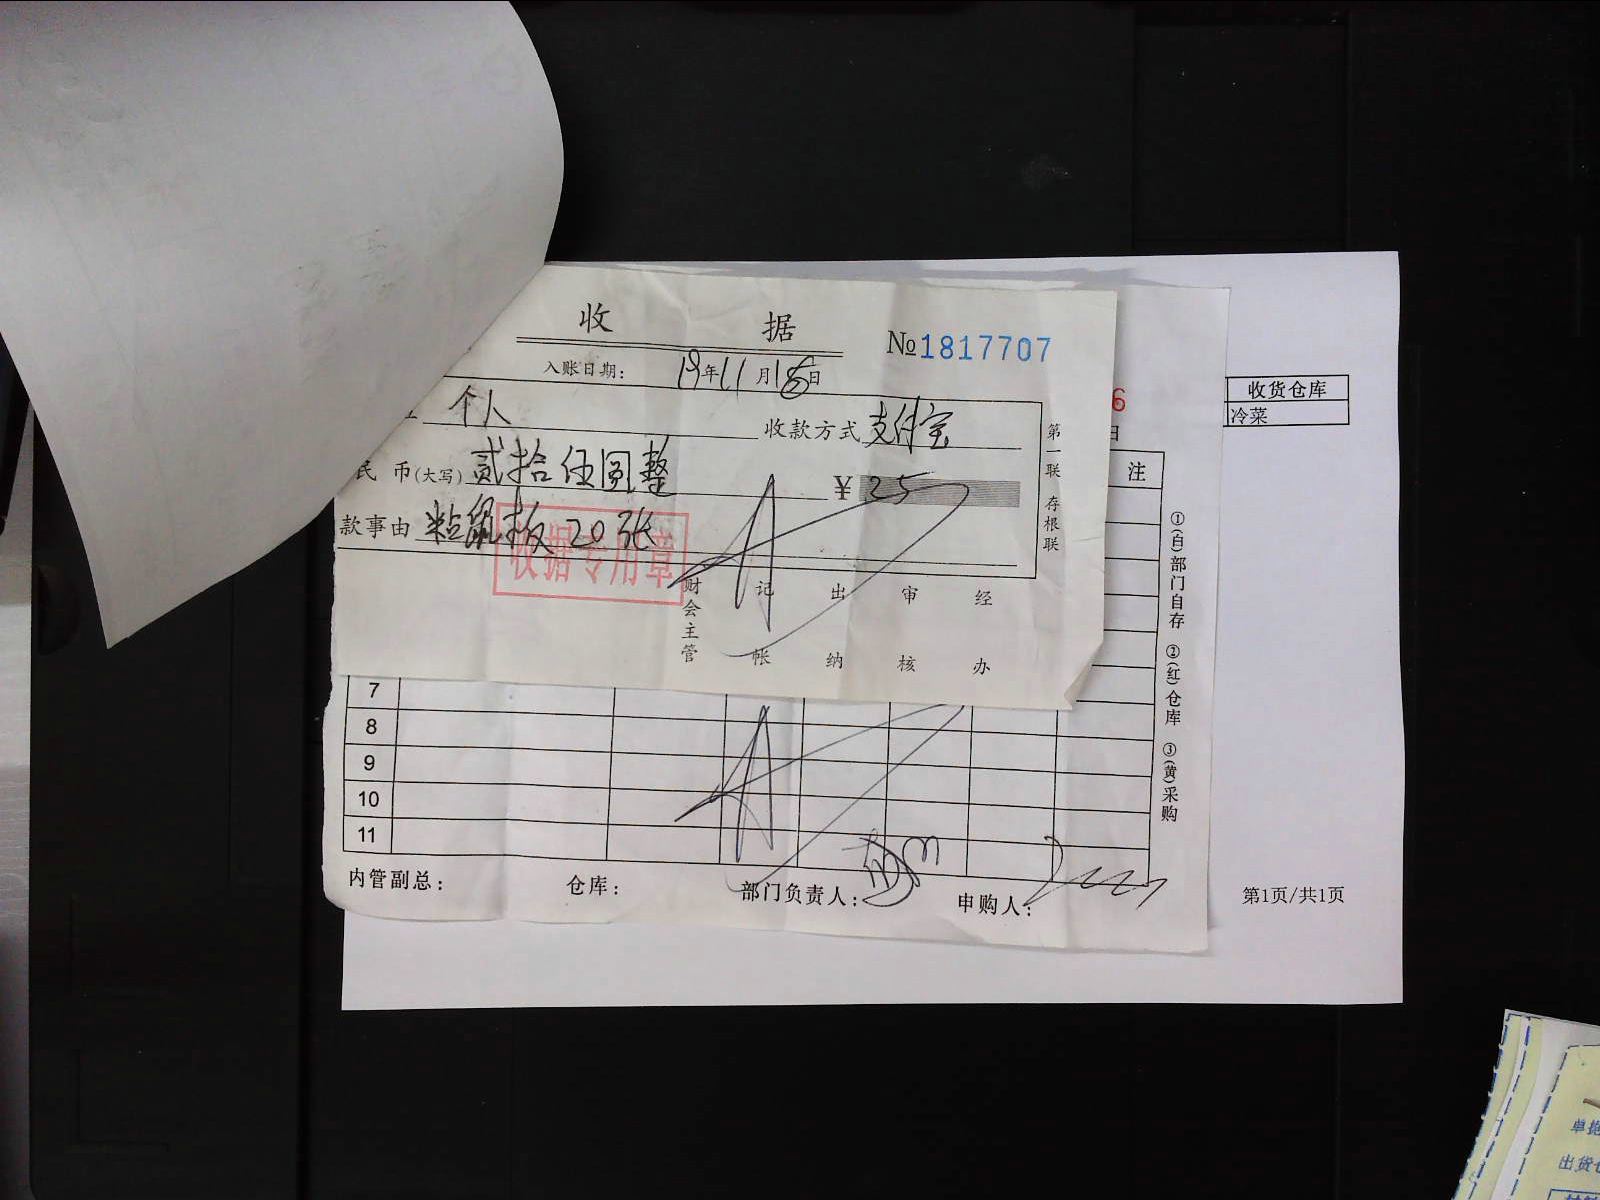 收 据
№1817707
入账日期： 19年11月18日
个人 收款方式 支付宝
民 币(大写) 贰拾伍圆整 ¥ 25
款事由 粘鼠板20张
收据专用章
财会主管 记帐 出纳 审核 经办
第一联 存根联
6
日
收货仓库
冷菜
注
7
8
9
10
11
①(白)部门自存 ②(红)仓库 ③(黄)采购
内管副总： 仓库： 部门负责人： 申购人：
第1页/共1页
出货